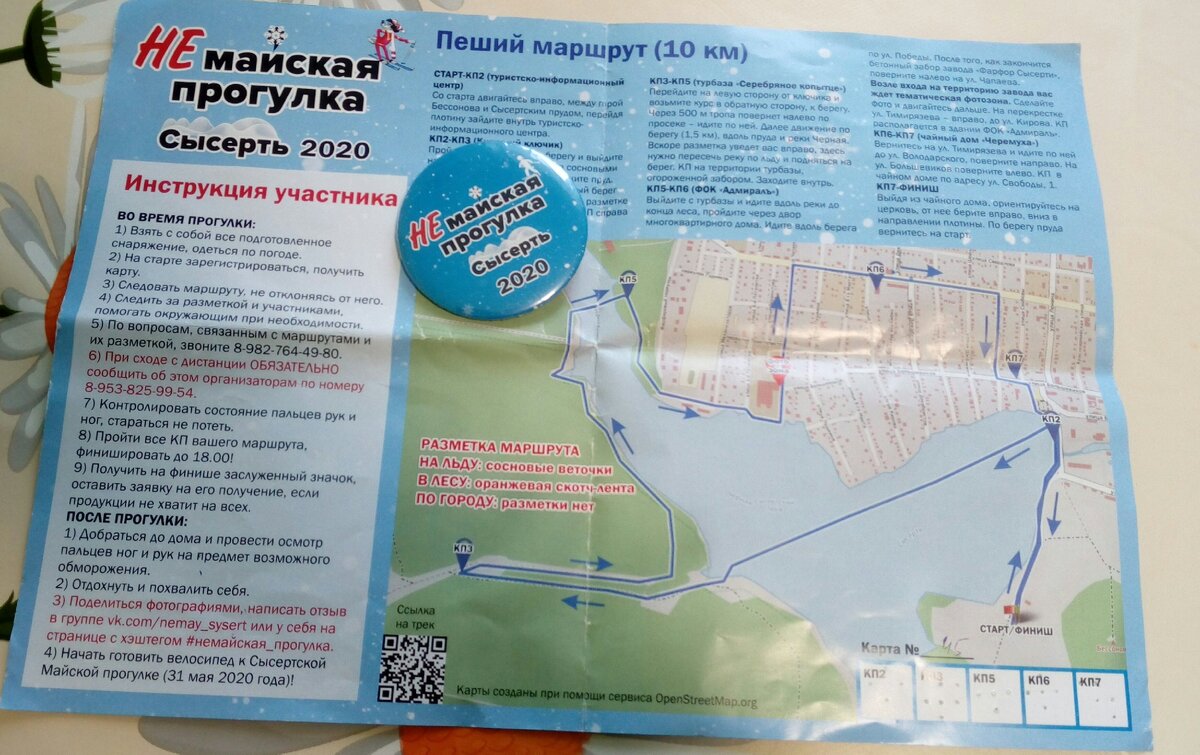 НЕ майская
прогулка
Сысерть 2020
Инструкция участника
ВО ВРЕМЯ ПРОГУЛКИ:
1) Взять с собой все подготовленное
снаряжение, одеться по погоде.
2) На старте зарегистрироваться, получить
карту.
3) Следовать маршруту, не отклоняясь от него.
4) Следить за разметкой и участниками,
помогать окружающим при необходимости.
5) По вопросам, связанным с маршрутами и
их разметкой, звоните 8-982-764-49-80.
6) При сходе с дистанции ОБЯЗАТЕЛЬНО
сообщить об этом организаторам по номеру
8-953-825-99-54.
7) Контролировать состояние пальцев рук и
ног, стараться не потеть.
8) Пройти все КП вашего маршрута,
финишировать до 18.00!
9) Получить на финише заслуженный значок,
оставить заявку на его получение, если
продукции не хватит на всех.
ПОСЛЕ ПРОГУЛКИ:
1) Добраться до дома и провести осмотр
пальцев ног и рук на предмет возможного
обморожения.
2) Отдохнуть и похвалить себя.
3) Поделиться фотографиями, написать отзыв
в группе vk.com/nemay_sysert или у себя на
странице с хэштегом #немайская_прогулка.
4) Начать готовить велосипед к Сысертской
Майской прогулке (31 мая 2020 года)!
Пеший маршрут (10 км)
СТАРТ-КП2 (туристско-информационный
центр)
Со старта двигайтесь вправо, между горой
Бессонова и Сысертским прудом, перейдя
плотину зайдите внутрь туристско-
информационного центра.
КП2-КП3 ключик)
берегу и выйдите
сосновыми
берег
разметке
справа
КП3-КП5 (турбаза «Серебряное копытце»)
Перейдите на левую сторону от ключика и
возьмите курс в обратную сторону, к берегу.
Через 500 м тропа повернет налево по
просеке – идите по ней. Далее движение по
берегу (1,5 км), вдоль пруда и реки Черная.
Вскоре разметка уведет вас вправо, здесь
нужно пересечь реку по льду и подняться на
берег. КП на территории турбазы,
огороженной забором. Заходите внутрь.
КП5-КП6 (ФОК «Адмиралъ»)
Выйдите с турбазы и идите вдоль реки до
конца леса, пройдите через двор
многоквартирного дома. Идите вдоль берега
по ул. Победы. После того, как закончится
бетонный забор завода «Фарфор Сысерти»,
поверните налево на ул. Чапаева.
Возле входа на территорию завода вас
ждет тематическая фотозона. Сделайте
фото и двигайтесь дальше. На перекрестке
ул. Тимирязева – вправо, до ул. Кирова. КП
располагается в здании ФОК «Адмиралъ».
КП6-КП7 (чайный дом «Черемуха»)
Вернитесь на ул. Тимирязева и идите по ней
до ул. Володарского, поверните направо. На
ул. Большевиков поверните влево. КП в
чайном доме по адресу ул. Свободы, 1.
КП7-ФИНИШ
Выйдя из чайного дома, ориентируйтесь на
церковь, от нее берите вправо, вниз в
направлении плотины. По берегу пруда
вернитесь на старт.
НЕ майская
прогулка
Сысерть
2020
КП5
КП6
КП7
КП2
КП3
РАЗМЕТКА МАРШРУТА
НА ЛЬДУ: сосновые веточки
В ЛЕСУ: оранжевая скотч-лента
ПО ГОРОДУ: разметки нет
СТАРТ/ФИНИШ
Ссылка
на трек
Карта № 45
КП2
КП5
КП6
КП7
Карты созданы при помощи сервиса OpenStreetMap.org